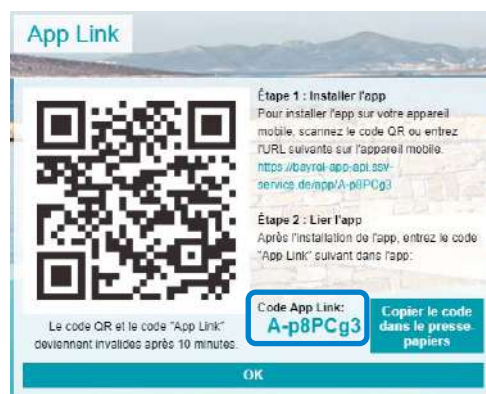 App Link
Étape 1 : Installer l'app
Pour installer l'app sur votre appareil
mobile, scannez le code QR ou entrez
l'URL suivante sur l'appareil mobile.
https://bayrol-app-api.ssv-
service.de/app/A-p8PCg3
Étape 2 : Lier l'app
Après l'installation de l'app, entrez le code
"App Link" suivant dans l'app:
Le code QR et le code "App Link"
deviennent invalides après 10 minutes.
Code App Link:
A-p8PCg3
Copier le code
dans le presse-
papiers
OK